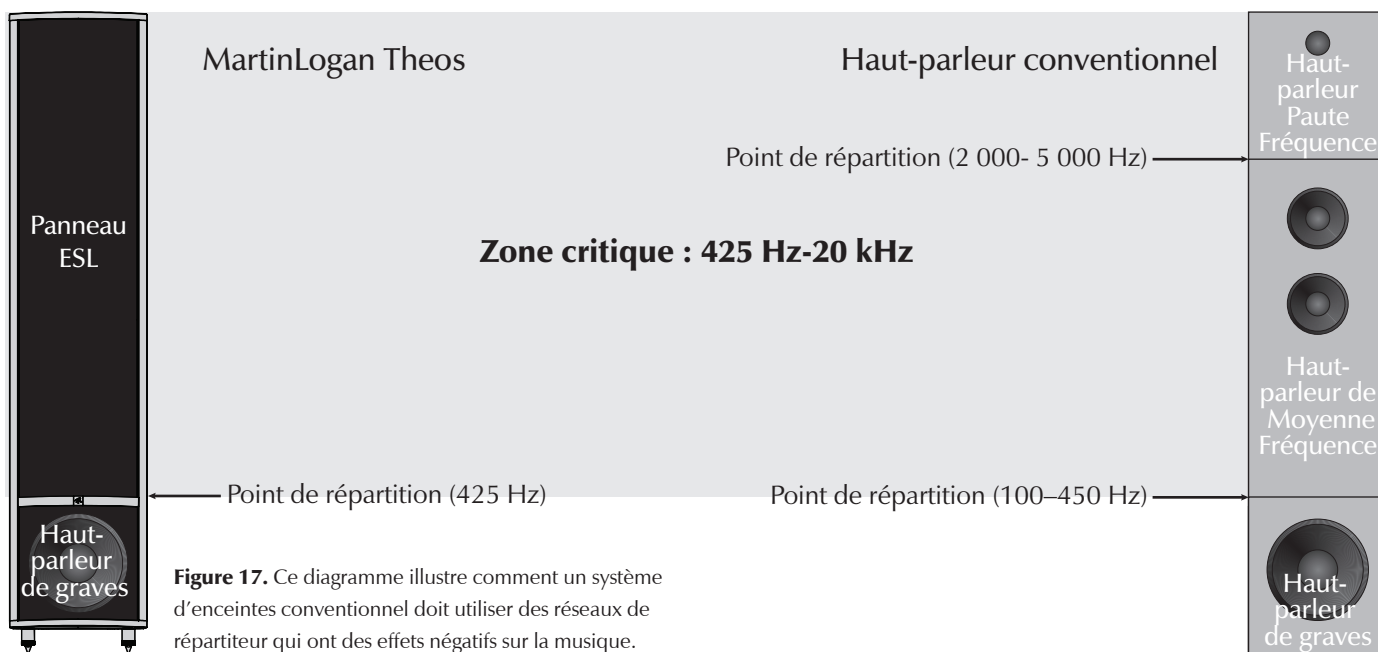 MartinLogan Theos
Haut-parleur conventionnel
Haut-
parleur
Paute
Fréquence
Point de répartition (2 000- 5 000 Hz)
Panneau
ESL
Zone critique : 425 Hz-20 kHz
Haut-
parleur de
Moyenne
Fréquence
Point de répartition (425 Hz)
Point de répartition (100–450 Hz)
Haut-
parleur
de graves
Figure 17. Ce diagramme illustre comment un système
d’enceintes conventionnel doit utiliser des réseaux de
répartiteur qui ont des effets négatifs sur la musique.
Haut-
parleur
de graves